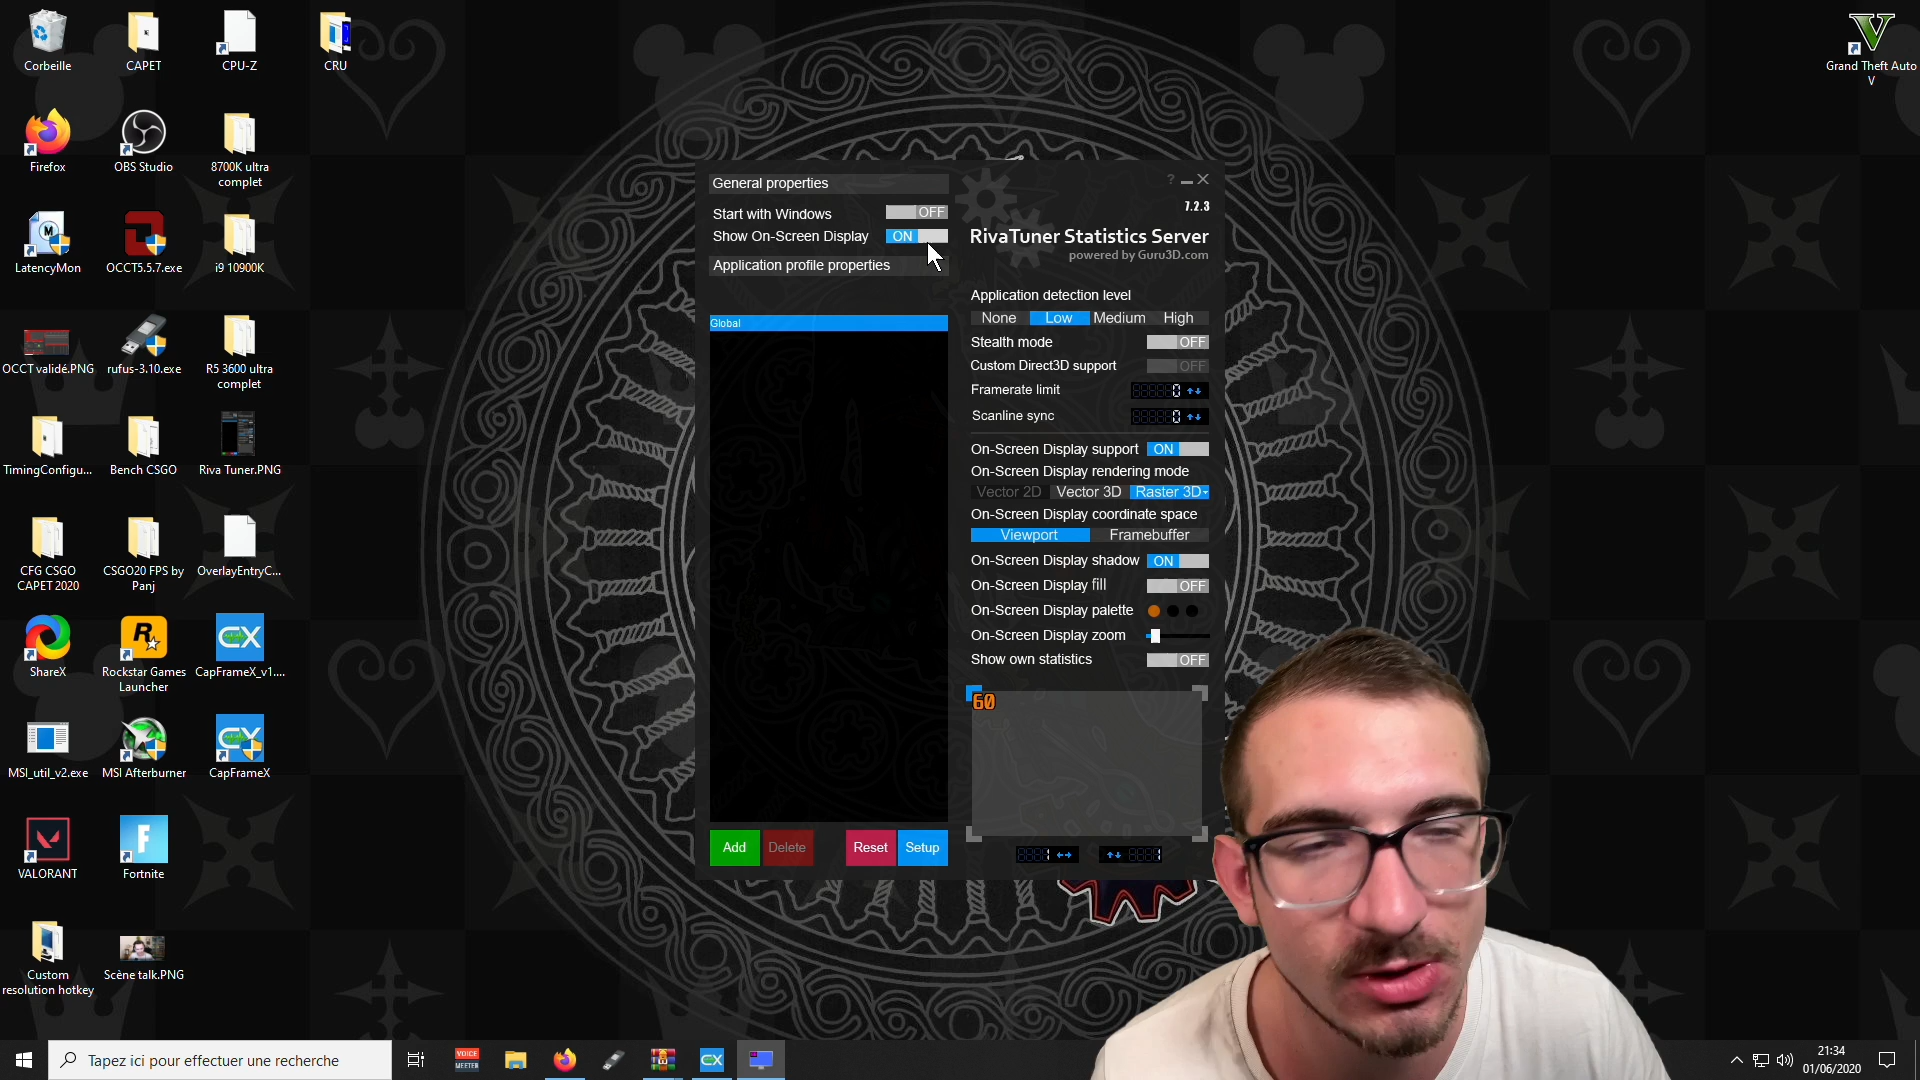 Corbeille
CAPET
CPU-Z
CRU
Grand Theft Auto
V
Firefox
OBS Studio
8700K ultra
complet
LatencyMon
OCCT5.5.7.exe
i9 10900K
OCCT validé.PNG
rufus-3.10.exe
R5 3600 ultra
complet
TimingConfigu...
Bench CSGO
Riva Tuner.PNG
CFG CSGO
CAPET 2020
CSGO20 FPS by
Panj
OverlayEntryC...
ShareX
Rockstar Games
Launcher
CapFrameX_v1....
MSI_util_v2.exe
MSI Afterburner
CapFrameX
VALORANT
Fortnite
Custom
resolution hotkey
Scène talk.PNG
General properties
Start with Windows OFF
Show On-Screen Display ON
Application profile properties
Global
Add Delete Reset Setup
?
7.2.3
RivaTuner Statistics Server
powered by Guru3D.com
Application detection level
None Low Medium High
Stealth mode OFF
Custom Direct3D support OFF
Framerate limit 0
Scanline sync 0
On-Screen Display support ON
On-Screen Display rendering mode
Vector 2D Vector 3D Raster 3D
On-Screen Display coordinate space
Viewport Framebuffer
On-Screen Display shadow ON
On-Screen Display fill OFF
On-Screen Display palette
On-Screen Display zoom
Show own statistics OFF
60
1 1
Tapez ici pour effectuer une recherche
VOICE
MEETER
CX
21:34
01/06/2020